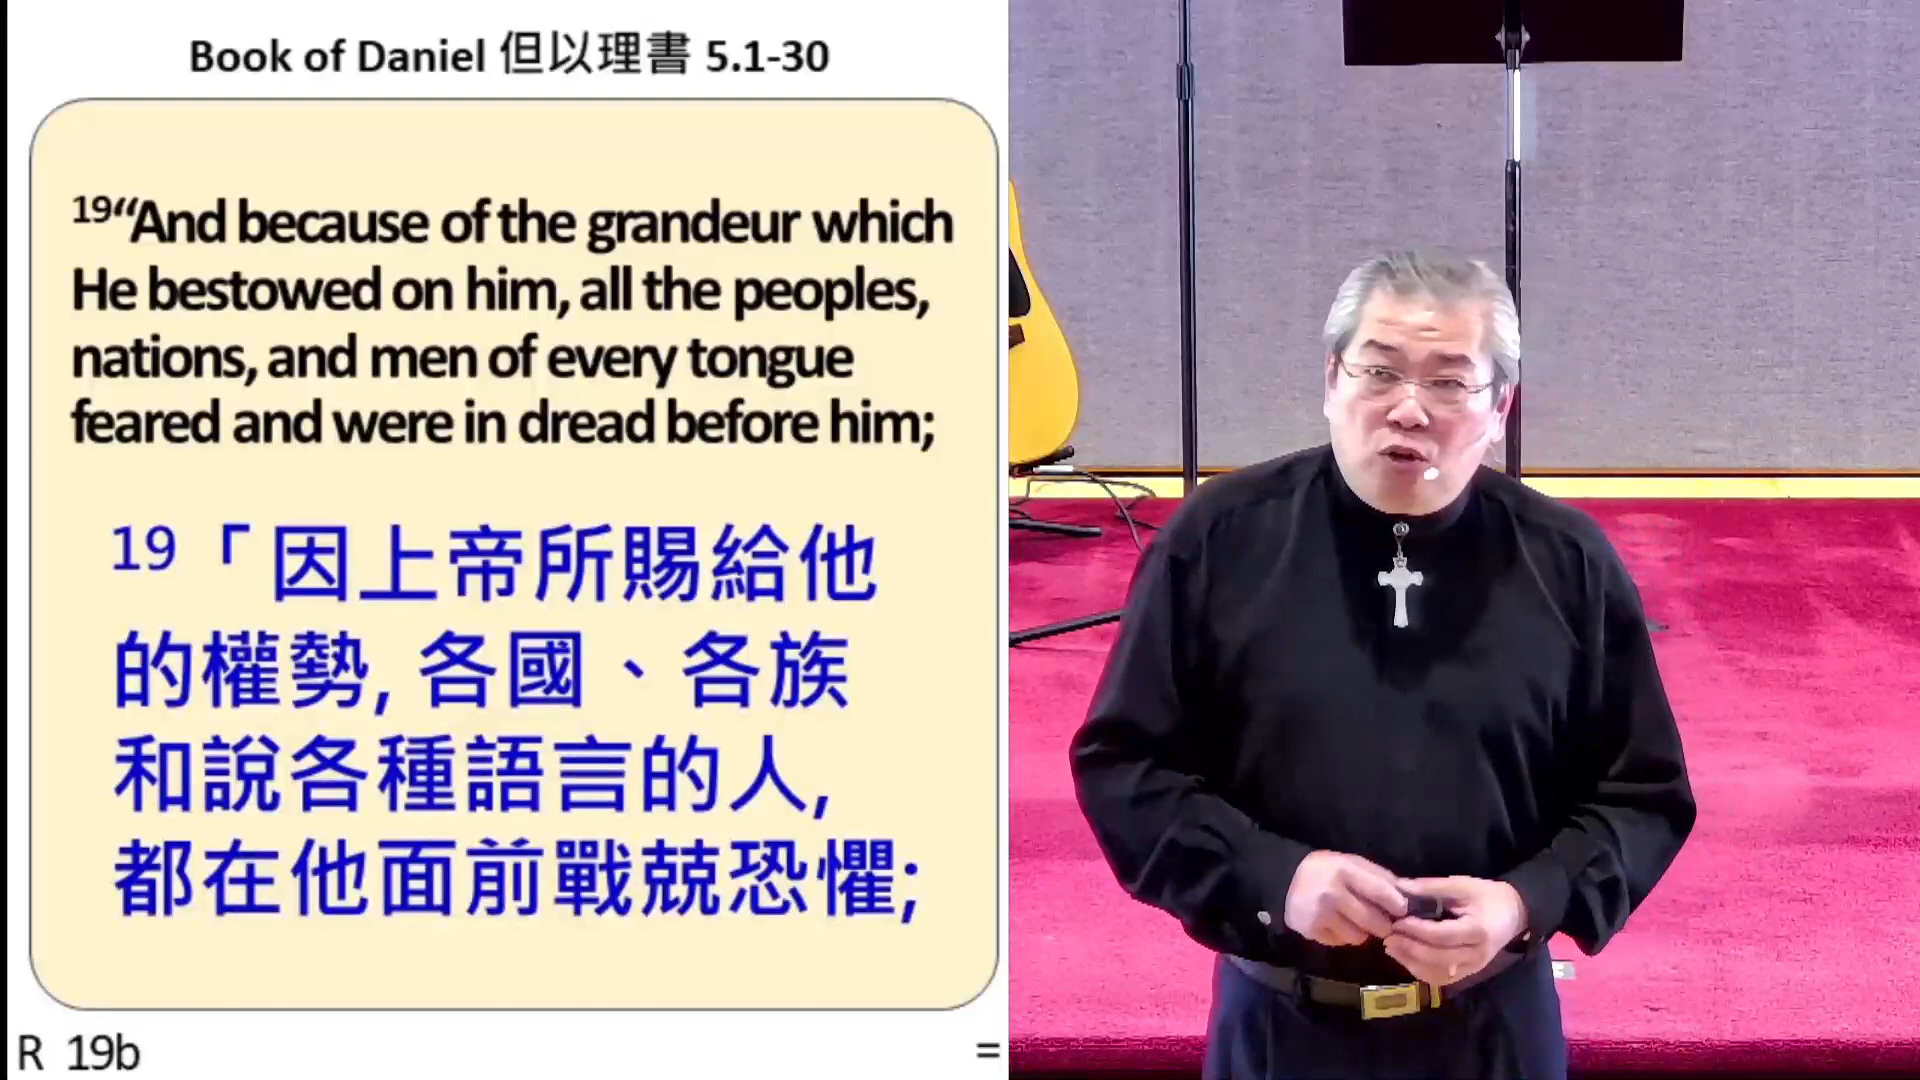 Book of Daniel 但以理書 5.1-30
19“And because of the grandeur which
He bestowed on him, all the peoples,
nations, and men of every tongue
feared and were in dread before him;
19「因上帝所賜給他
的權勢, 各國、各族
和說各種語言的人,
都在他面前戰兢恐懼;
R 19b
=